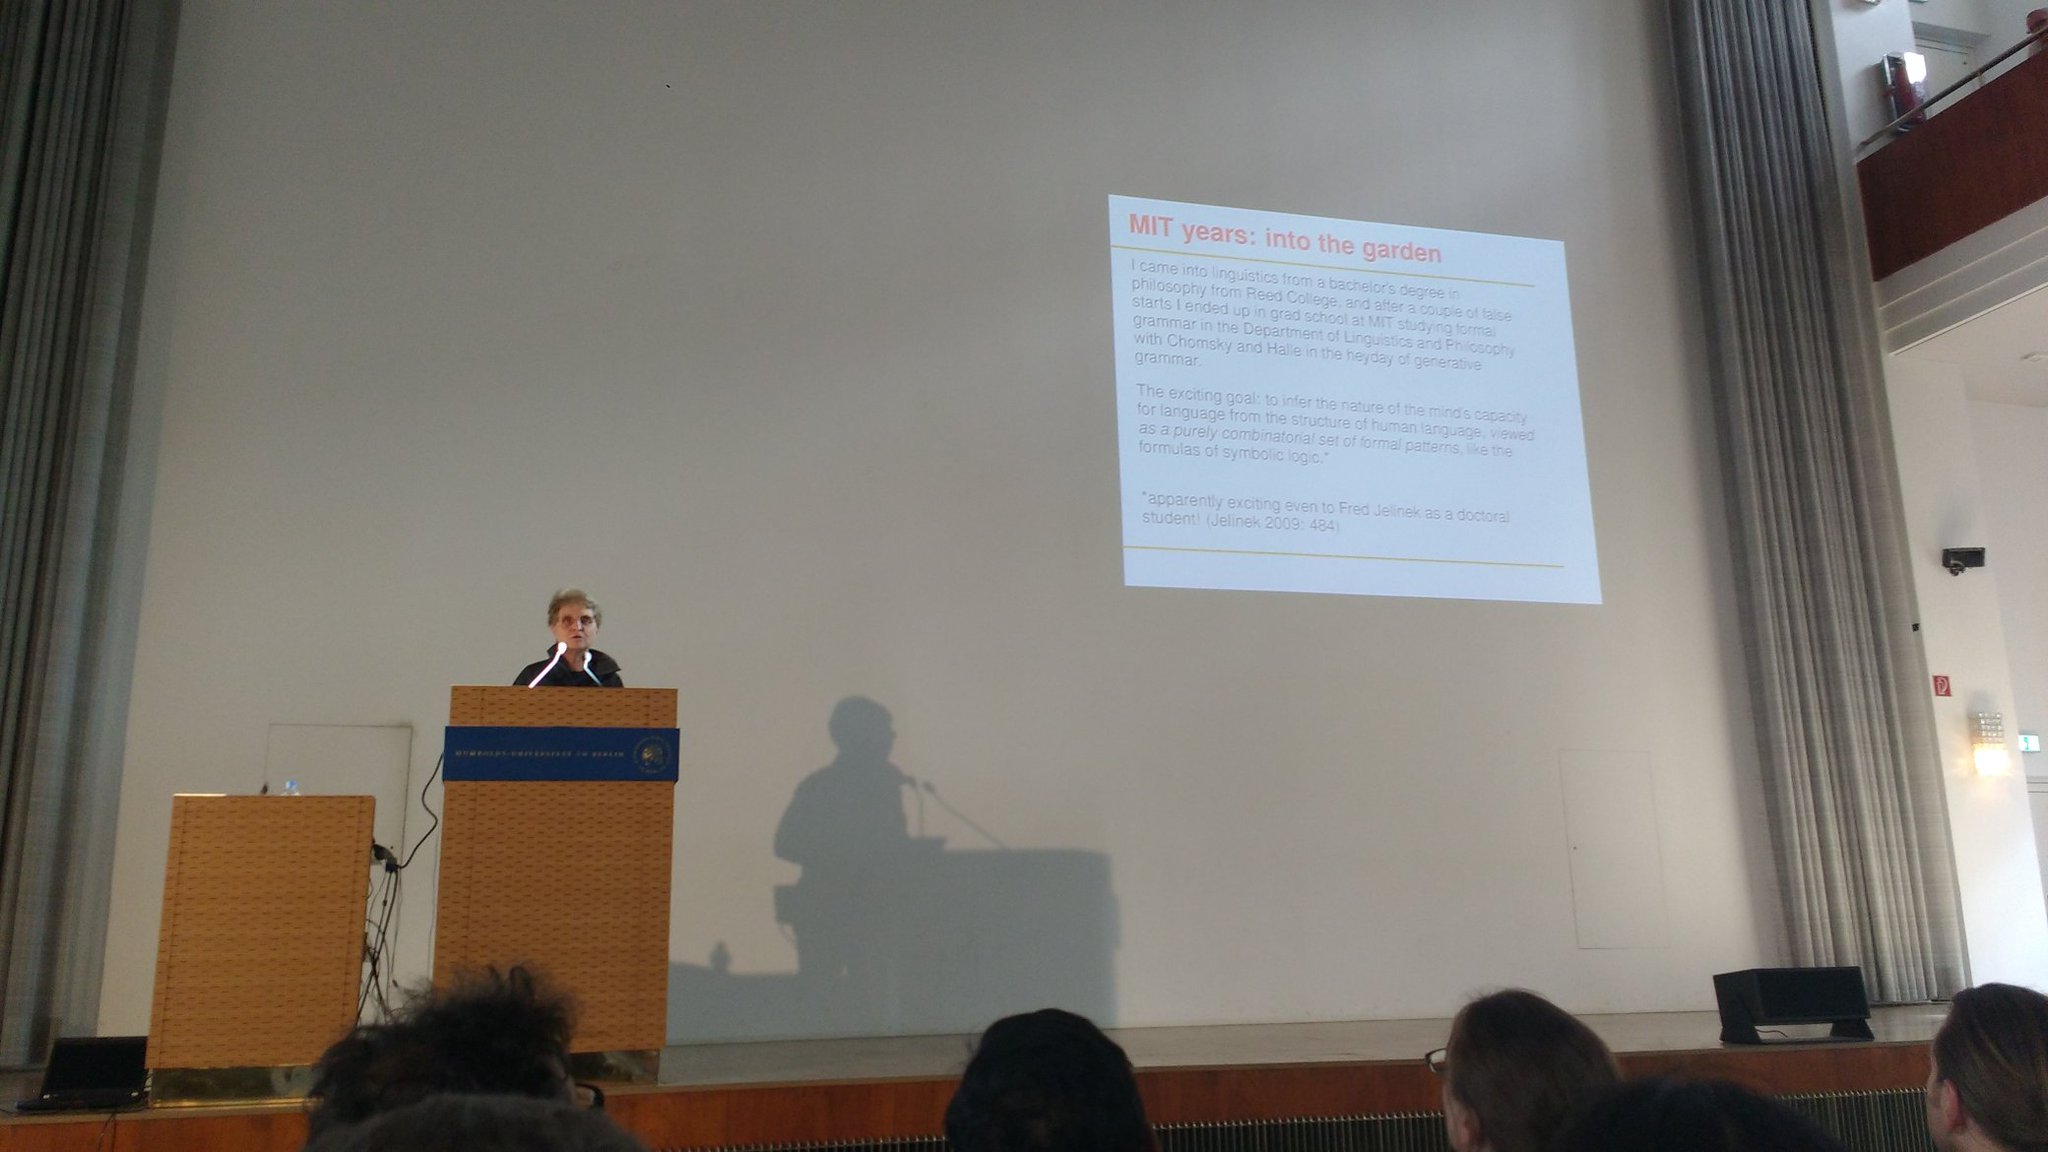 MIT years: into the garden
I came into linguistics from a bachelor's degree in
philosophy from Reed College, and after a couple of false
starts I ended up in grad school at MIT studying formal
grammar in the Department of Linguistics and Philosophy
with Chomsky and Halle in the heyday of generative
grammar.
The exciting goal: to infer the nature of the mind's capacity
for language from the structure of human language, viewed
as a purely combinatorial set of formal patterns, like the
formulas of symbolic logic.*
*apparently exciting even to Fred Jelinek as a doctoral
student! (Jelinek 2009: 484)
HUMBOLDT-UNIVERSITÄT ZU BERLIN